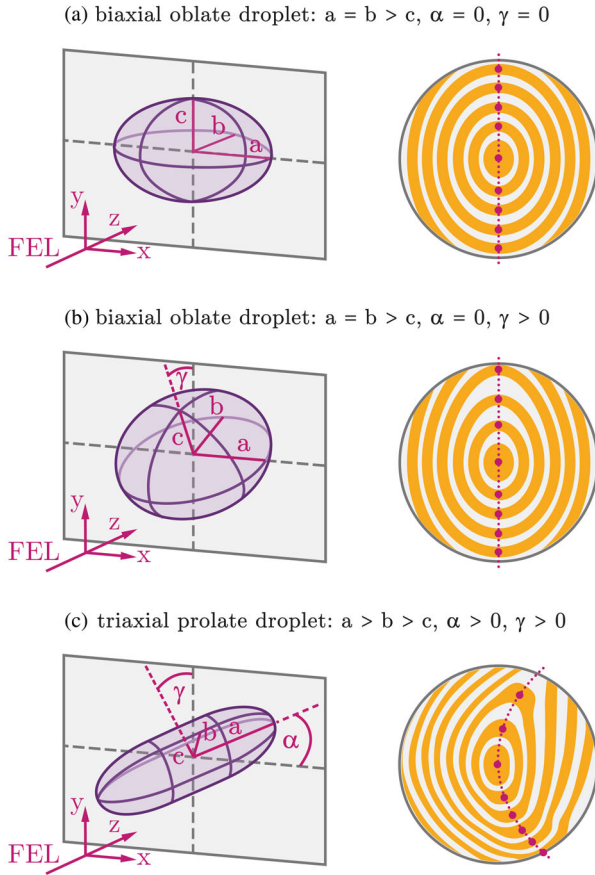 (a) biaxial oblate droplet: a = b > c, α = 0, γ = 0
c
b
a
y
z
FEL
x
(b) biaxial oblate droplet: a = b > c, α = 0, γ > 0
γ
b
c
a
y
z
FEL
x
(c) triaxial prolate droplet: a > b > c, α > 0, γ > 0
γ
b
a
α
c
y
z
FEL
x